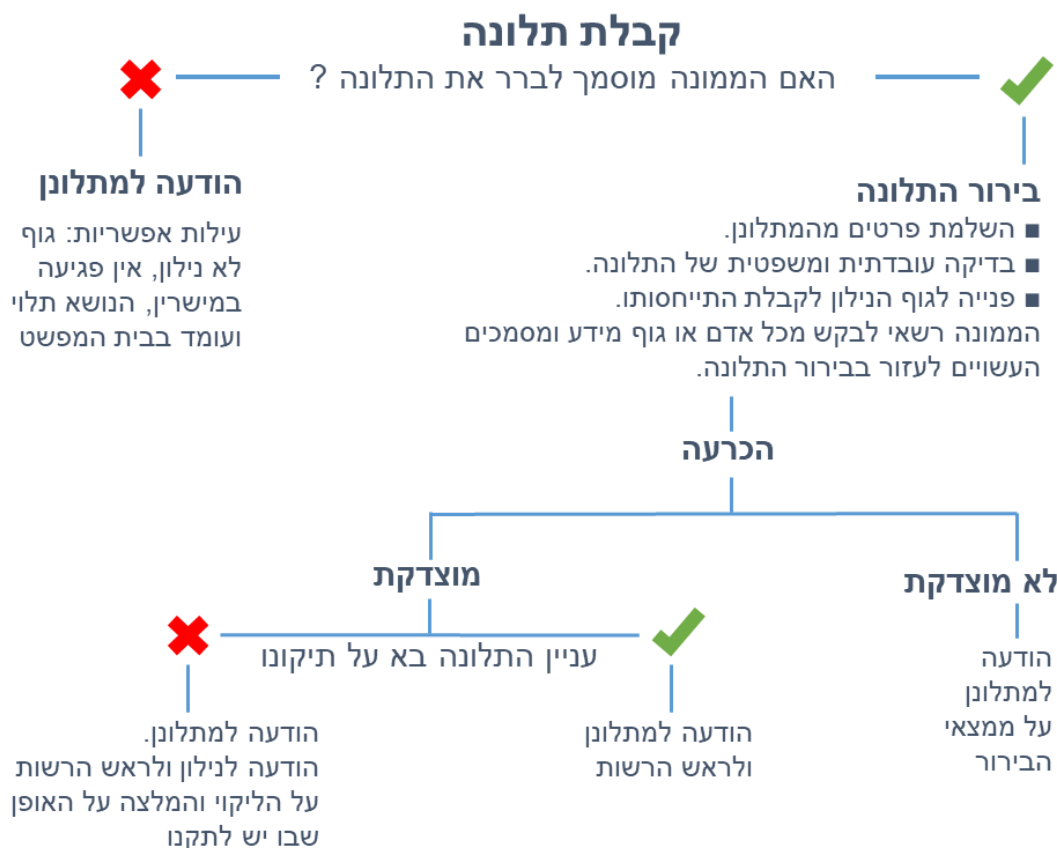 קבלת תלונה
האם הממונה מוסמך לברר את התלונה ?
בירור התלונה
■ השלמת פרטים מהמתלונן.
■ בדיקה עובדתית ומשפטית של התלונה.
■ פנייה לגוף הנילון לקבלת התייחסותו.
הממונה רשאי לבקש מכל אדם או גוף מידע ומסמכים
העשויים לעזור בבירור התלונה.
הודעה למתלונן
עילות אפשריות: גוף
לא נילון, אין פגיעה
במישרין, הנושא תלוי
ועומד בבית המפשט
הכרעה
לא מוצדקת
הודעה
למתלונן
על ממצאי
הבירור
מוצדקת
עניין התלונה בא על תיקונו
הודעה למתלונן
ולראש הרשות
הודעה למתלונן.
הודעה לנילון ולראש הרשות
על הליקוי והמלצה על האופן
שבו יש לתקנו